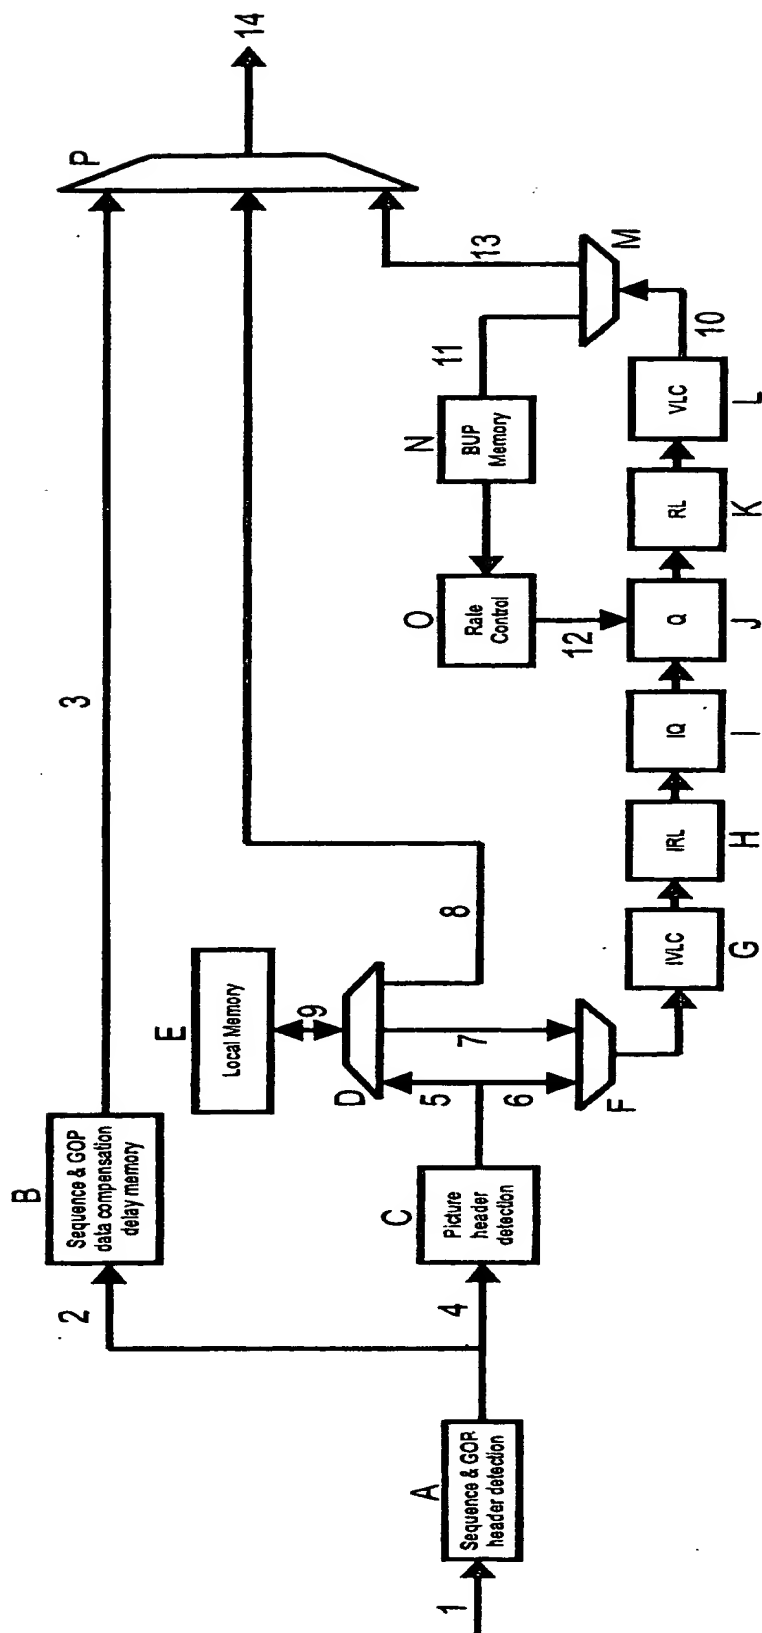 1
A
Sequence & GOP
header detection
2
4
B
Sequence & GOP
data compensation
delay memory
C
Picture
header
detection
3
5
6
D
F
E
Local Memory
9
7
8
G
IVLC
H
IRL
I
IQ
J
Q
K
RL
L
VLC
10
M
11
13
N
BUP
Memory
O
Rate
Control
12
P
14